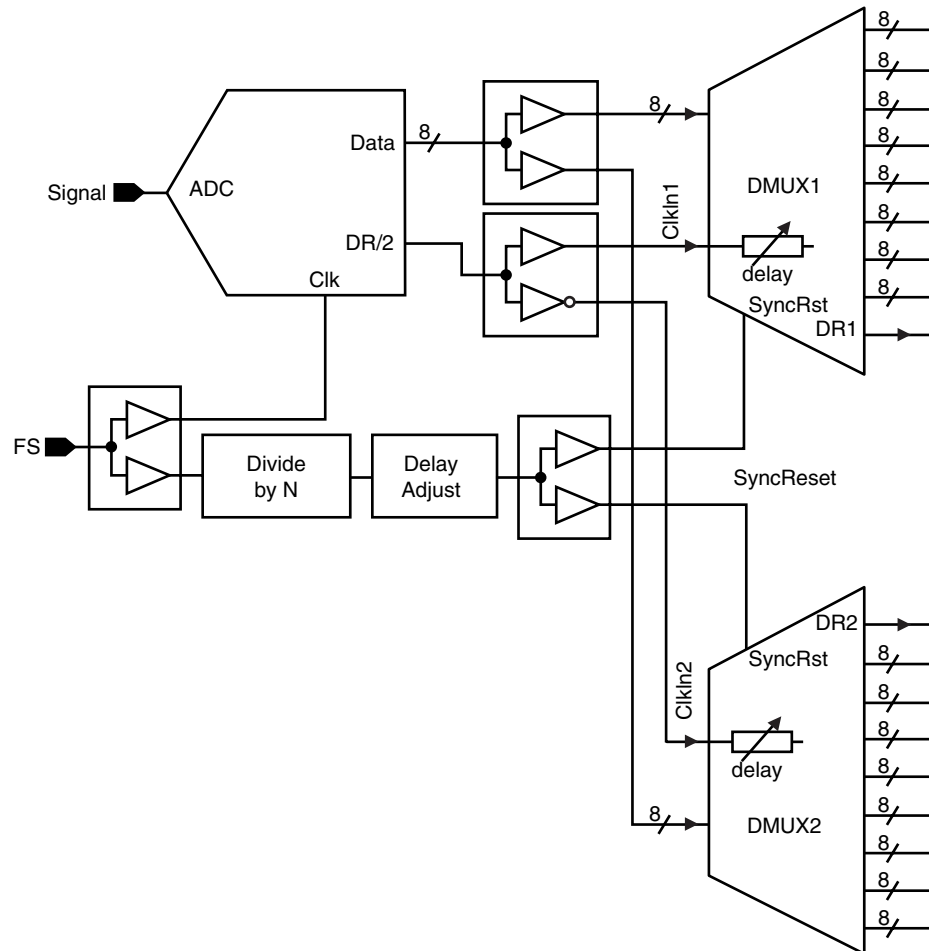 8
8
8
8
8
8
8
8
8
8
Data
Signal
ADC
DMUX1
ClkIn1
DR/2
delay
Clk
SyncRst
DR1
FS
Divide
by N
Delay
Adjust
SyncReset
DR2
SyncRst
8
ClkIn2
8
8
delay
8
8
8
DMUX2
8
8
8